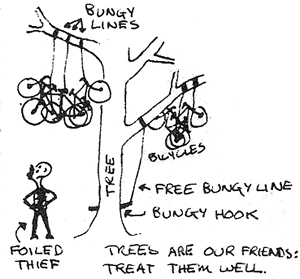 BUNGY
LINES
TREE
BICYCLES
FREE BUNGY LINE
BUNGY HOOK
FOILED
THIEF
TREES ARE OUR FRIENDS:
TREAT THEM WELL.